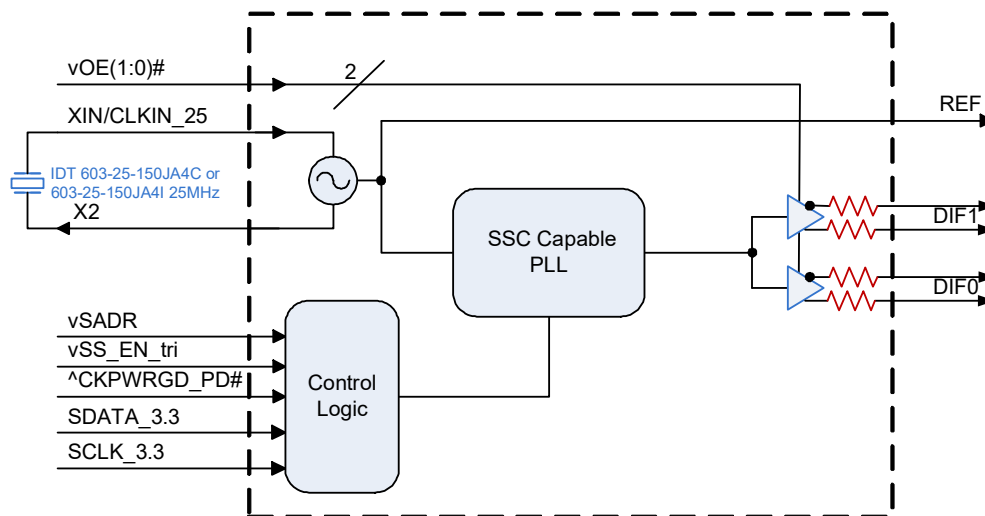 vOE(1:0)#
2
XIN/CLKIN_25
REF
IDT 603-25-150JA4C or
603-25-150JA4I 25MHz
X2
SSC Capable
PLL
DIF1
DIF0
vSADR
vSS_EN_tri
^CKPWRGD_PD#
SDATA_3.3
SCLK_3.3
Control
Logic